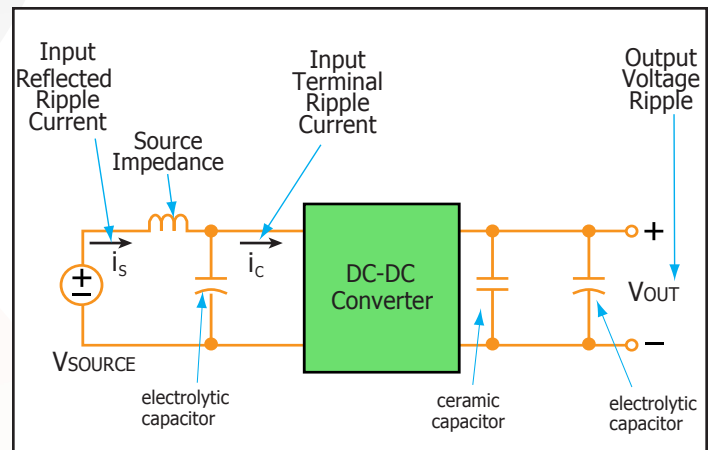 Input
Reflected
Ripple
Current
Source
Impedance
Input
Terminal
Ripple
Current
Output
Voltage
Ripple
iS
iC
+
−
VSOURCE
DC-DC
Converter
+
VOUT
−
electrolytic
capacitor
ceramic
capacitor
electrolytic
capacitor